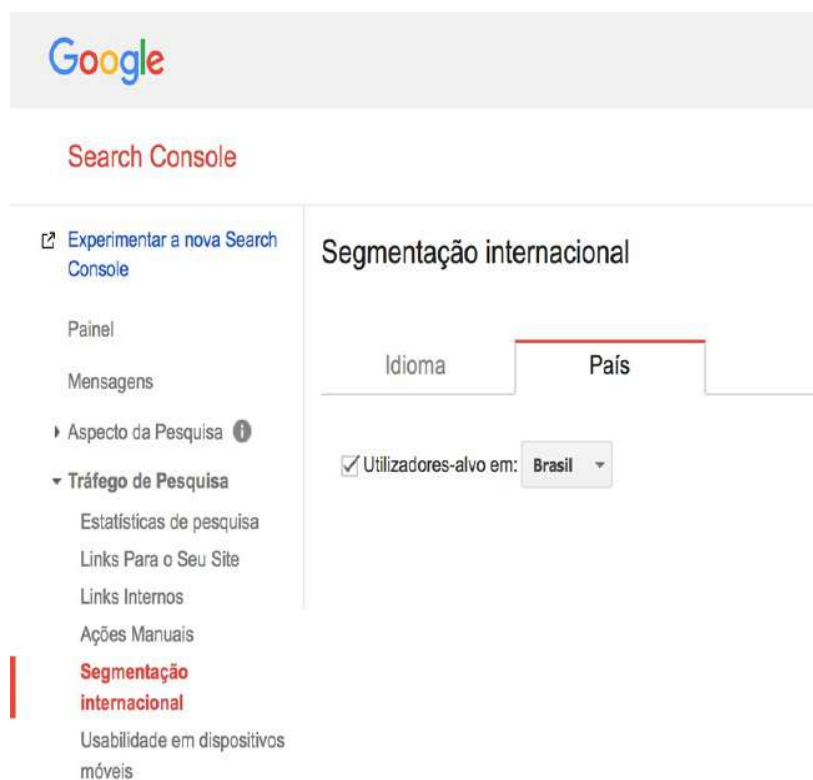 Google
Search Console
Experimentar a nova Search
Console
Painel
Mensagens
Aspecto da Pesquisa
Tráfego de Pesquisa
Estatísticas de pesquisa
Links Para o Seu Site
Links Internos
Ações Manuais
Segmentação
internacional
Usabilidade em dispositivos
móveis
Segmentação internacional
Idioma
País
Utilizadores-alvo em: Brasil